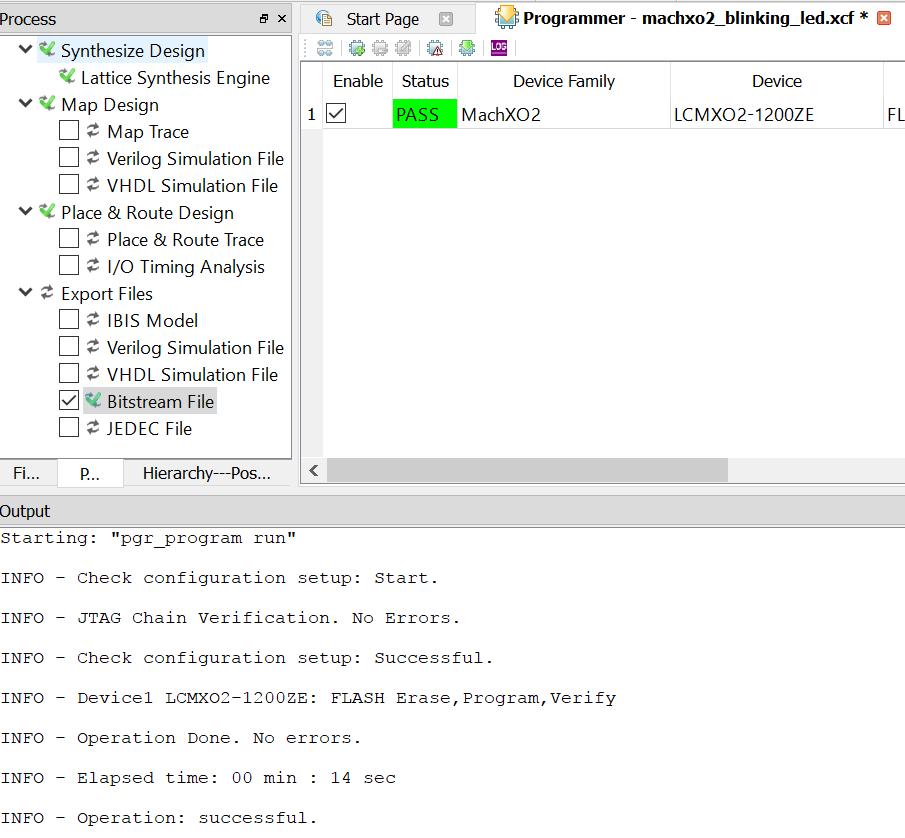 Process
Synthesize Design
Lattice Synthesis Engine
Map Design
Map Trace
Verilog Simulation File
VHDL Simulation File
Place & Route Design
Place & Route Trace
I/O Timing Analysis
Export Files
IBIS Model
Verilog Simulation File
VHDL Simulation File
Bitstream File
JEDEC File
Fi... P... Hierarchy---Pos...
Start Page Programmer - machxo2_blinking_led.xcf *
LOG
Enable Status Device Family Device
1 PASS MachXO2 LCMXO2-1200ZE FL
Output
Starting: "pgr_program run"
INFO - Check configuration setup: Start.
INFO - JTAG Chain Verification. No Errors.
INFO - Check configuration setup: Successful.
INFO - Device1 LCMXO2-1200ZE: FLASH Erase,Program,Verify
INFO - Operation Done. No errors.
INFO - Elapsed time: 00 min : 14 sec
INFO - Operation: successful.